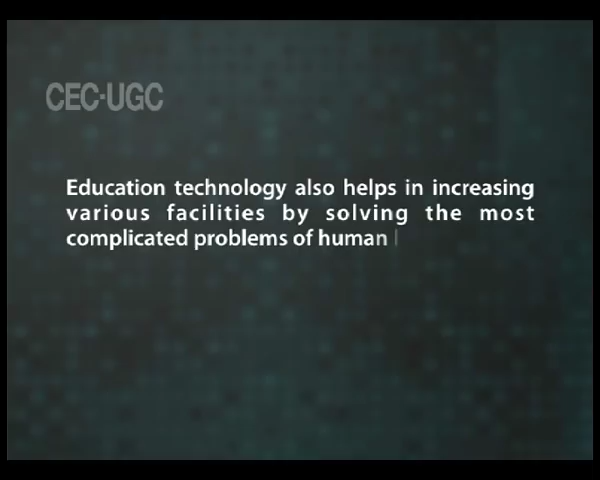 CEC-UGC
Education technology also helps in increasing
various facilities by solving the most
complicated problems of human